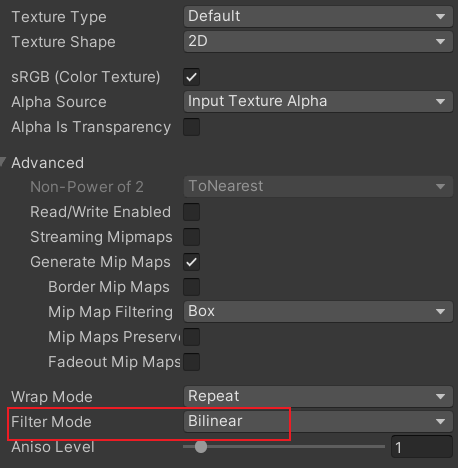 Texture Type Default
Texture Shape 2D
sRGB (Color Texture)
Alpha Source Input Texture Alpha
Alpha Is Transparency
Advanced
Non-Power of 2 ToNearest
Read/Write Enabled
Streaming Mipmaps
Generate Mip Maps
Border Mip Maps
Mip Map Filtering Box
Mip Maps Preserve
Fadeout Mip Maps
Wrap Mode Repeat
Filter Mode Bilinear
Aniso Level 1